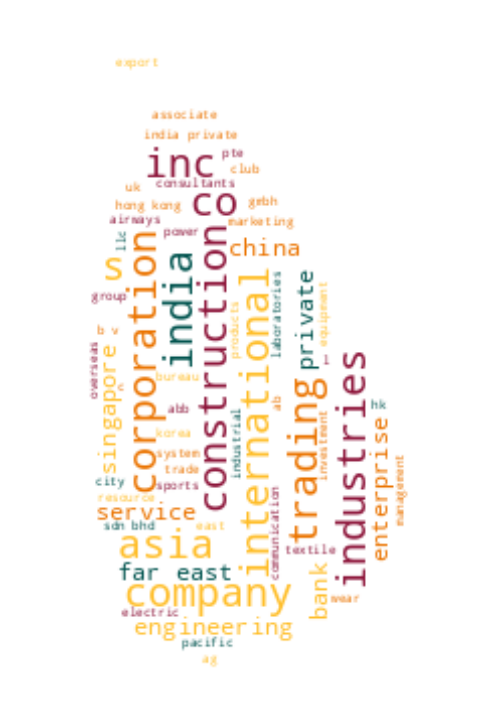 export
associate
india private
inc
pte
club
consultants
uk
co
hong kong
gmbh
airways
marketing
power
llc
china
corporation
india
construction
s
international
laboratories
private
equipment
group
products
b v
overseas
singapore
c
bureau
l
industries
trading
abb
ab
hk
korea
industrial
investment
enterprise
system
trade
management
city
sports
resource
communication
service
sdn bhd
east
asia
textile
far east
bank
company
wear
electric
engineering
pacific
ag